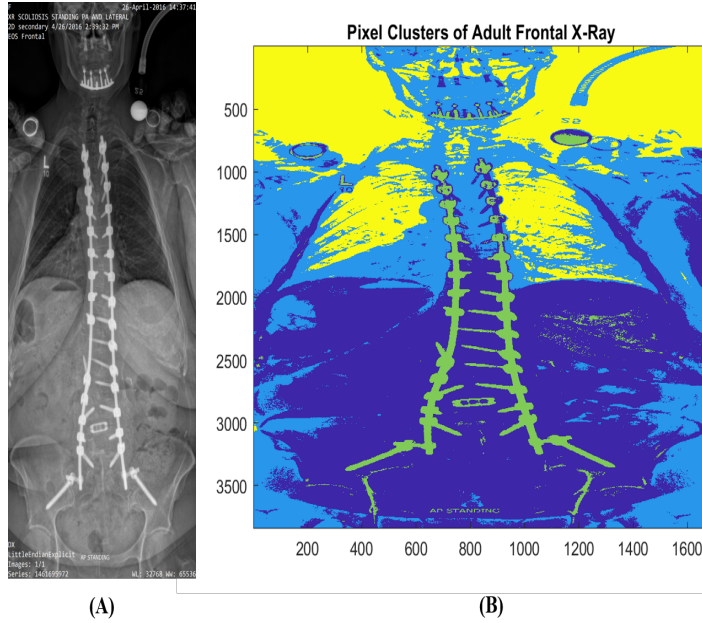 F 26-April-2016 14:37:41
XR SCOLIOSIS STANDING PA AND LATERAL
2D secondary 4/26/2016 2:39:32 PM
EOS Frontal
L
10
AP STANDING
DX
LittleEndianExplicit
Images: 1/1
Series: 1461695972 WL: 32768 WW: 65536
(A)
Pixel Clusters of Adult Frontal X-Ray
500
1000
1500
2000
2500
3000
3500
L
AP STANDING
200 400 600 800 1000 1200 1400 1600
(B)